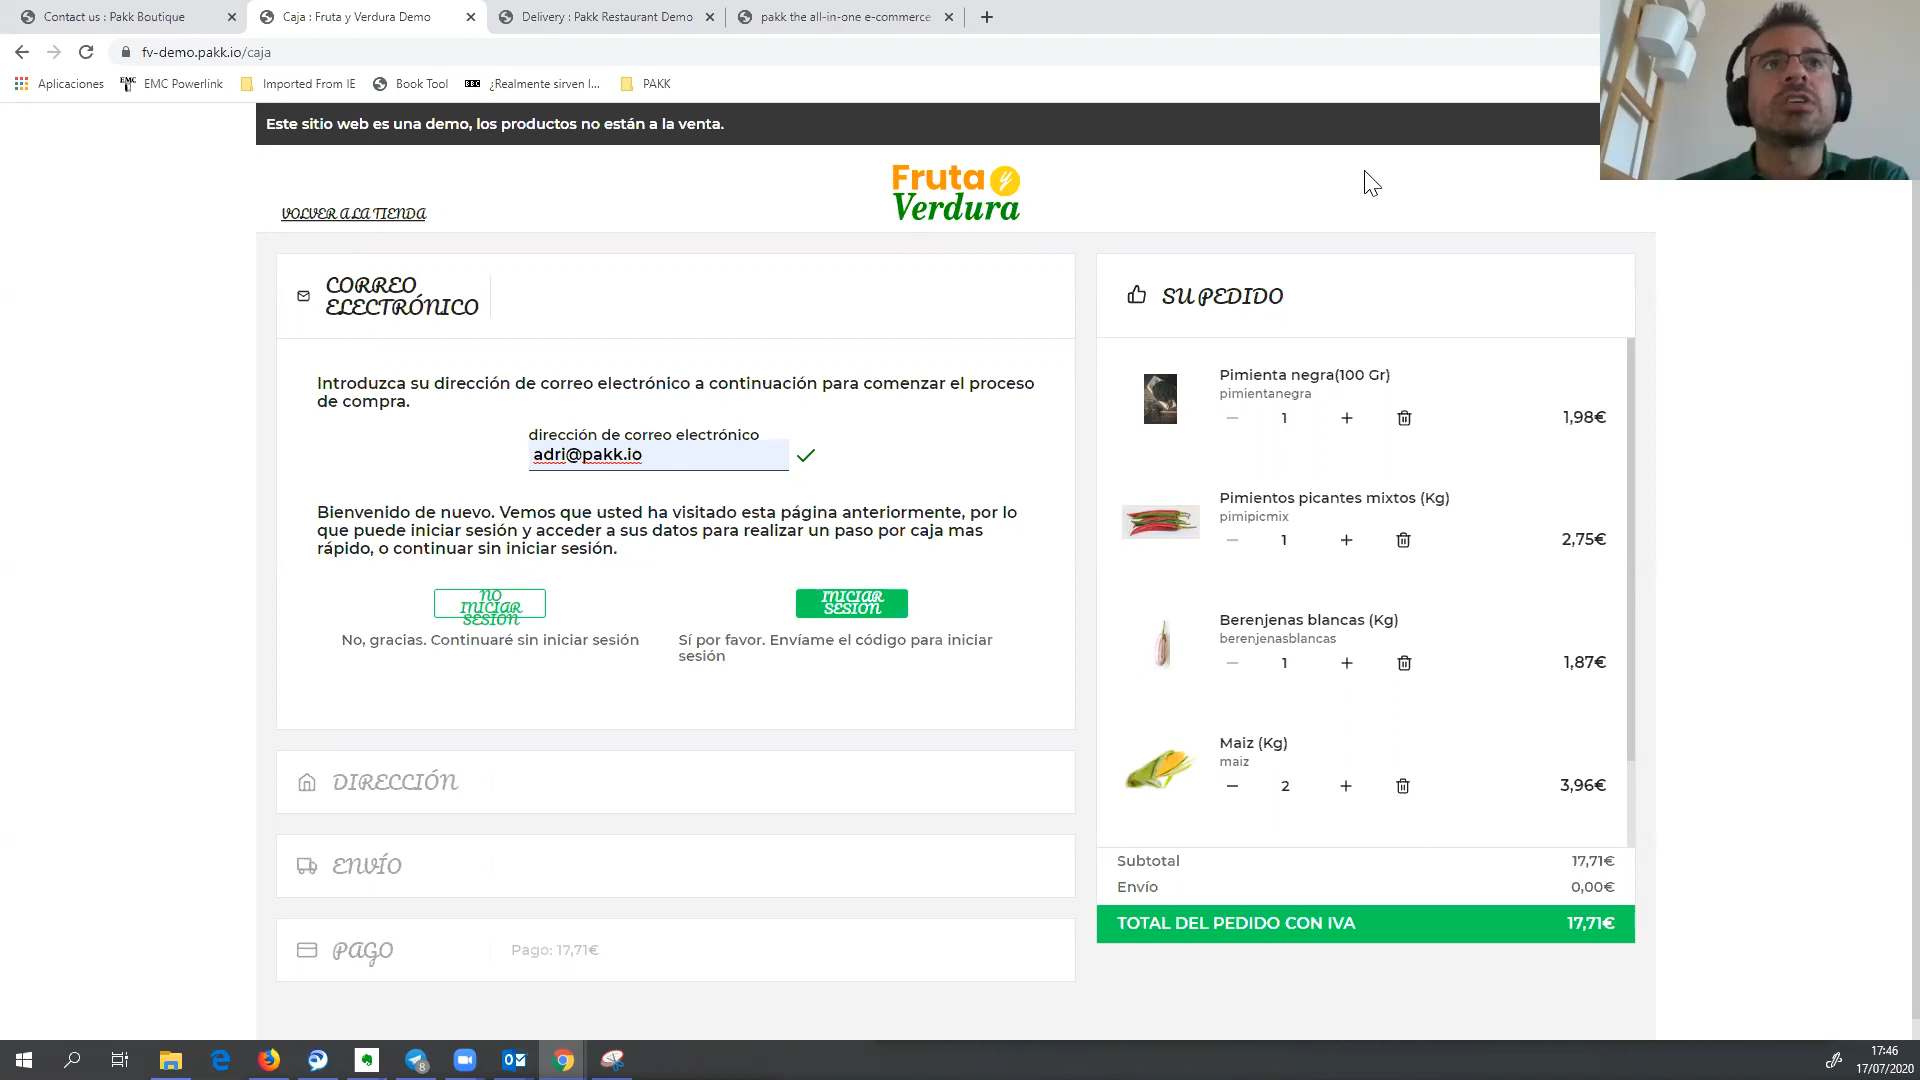 Contact us : Pakk Boutique
Caja : Fruta y Verdura Demo
Delivery : Pakk Restaurant Demo
pakk the all-in-one e-commerce
fv-demo.pakk.io/caja
Aplicaciones
EMC Powerlink
Imported From IE
Book Tool
BBC ¿Realmente sirven l...
PAKK
Este sitio web es una demo, los productos no están a la venta.
VOLVER A LA TIENDA
Fruta y
Verdura
CORREO
ELECTRÓNICO
Introduzca su dirección de correo electrónico a continuación para comenzar el proceso
de compra.
dirección de correo electrónico
adri@pakk.io
Bienvenido de nuevo. Vemos que usted ha visitado esta página anteriormente, por lo
que puede iniciar sesión y acceder a sus datos para realizar un paso por caja mas
rápido, o continuar sin iniciar sesión.
NO
INICIAR
SESIÓN
No, gracias. Continuaré sin iniciar sesión
INICIAR
SESIÓN
Sí por favor. Envíame el código para iniciar
sesión
DIRECCIÓN
ENVÍO
PAGO
Pago: 17,71€
SU PEDIDO
Pimienta negra(100 Gr)
pimientanegra
1
1,98€
Pimientos picantes mixtos (Kg)
pimipicmix
1
2,75€
Berenjenas blancas (Kg)
berenjenasblancas
1
1,87€
Maiz (Kg)
maiz
2
3,96€
Subtotal 17,71€
Envío 0,00€
TOTAL DEL PEDIDO CON IVA 17,71€
8
17:46
17/07/2020